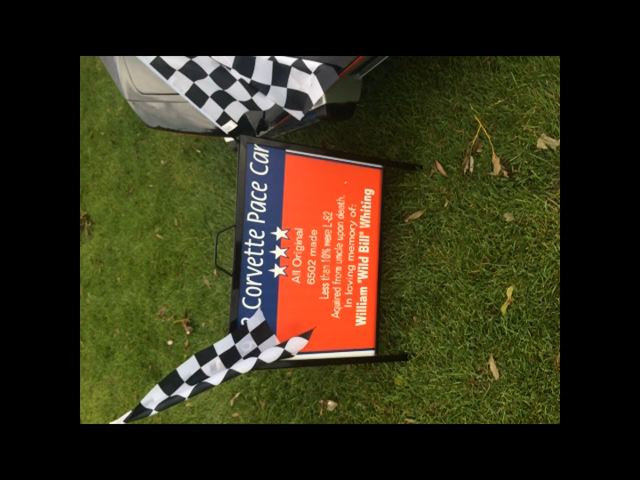 Corvette Pace Car
All Original
6502 made
Less than 10% were L-82
Aquired from uncle upon death.
In loving memory of:
William "Wild Bill" Whiting